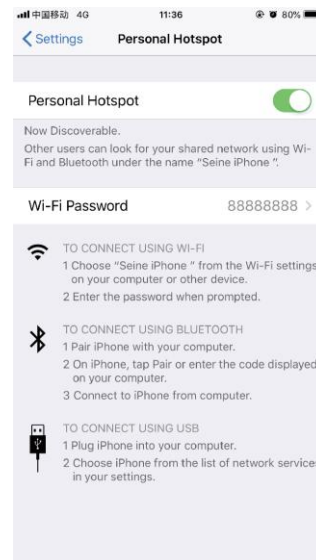 中国移动 4G 11:36 80%
Settings Personal Hotspot
Personal Hotspot
Now Discoverable.
Other users can look for your shared network using Wi-
Fi and Bluetooth under the name “Seine iPhone ”.
Wi-Fi Password 88888888
TO CONNECT USING WI-FI
1 Choose “Seine iPhone ” from the Wi-Fi settings
on your computer or other device.
2 Enter the password when prompted.
TO CONNECT USING BLUETOOTH
1 Pair iPhone with your computer.
2 On iPhone, tap Pair or enter the code displayed
on your computer.
3 Connect to iPhone from computer.
TO CONNECT USING USB
1 Plug iPhone into your computer.
2 Choose iPhone from the list of network services
in your settings.